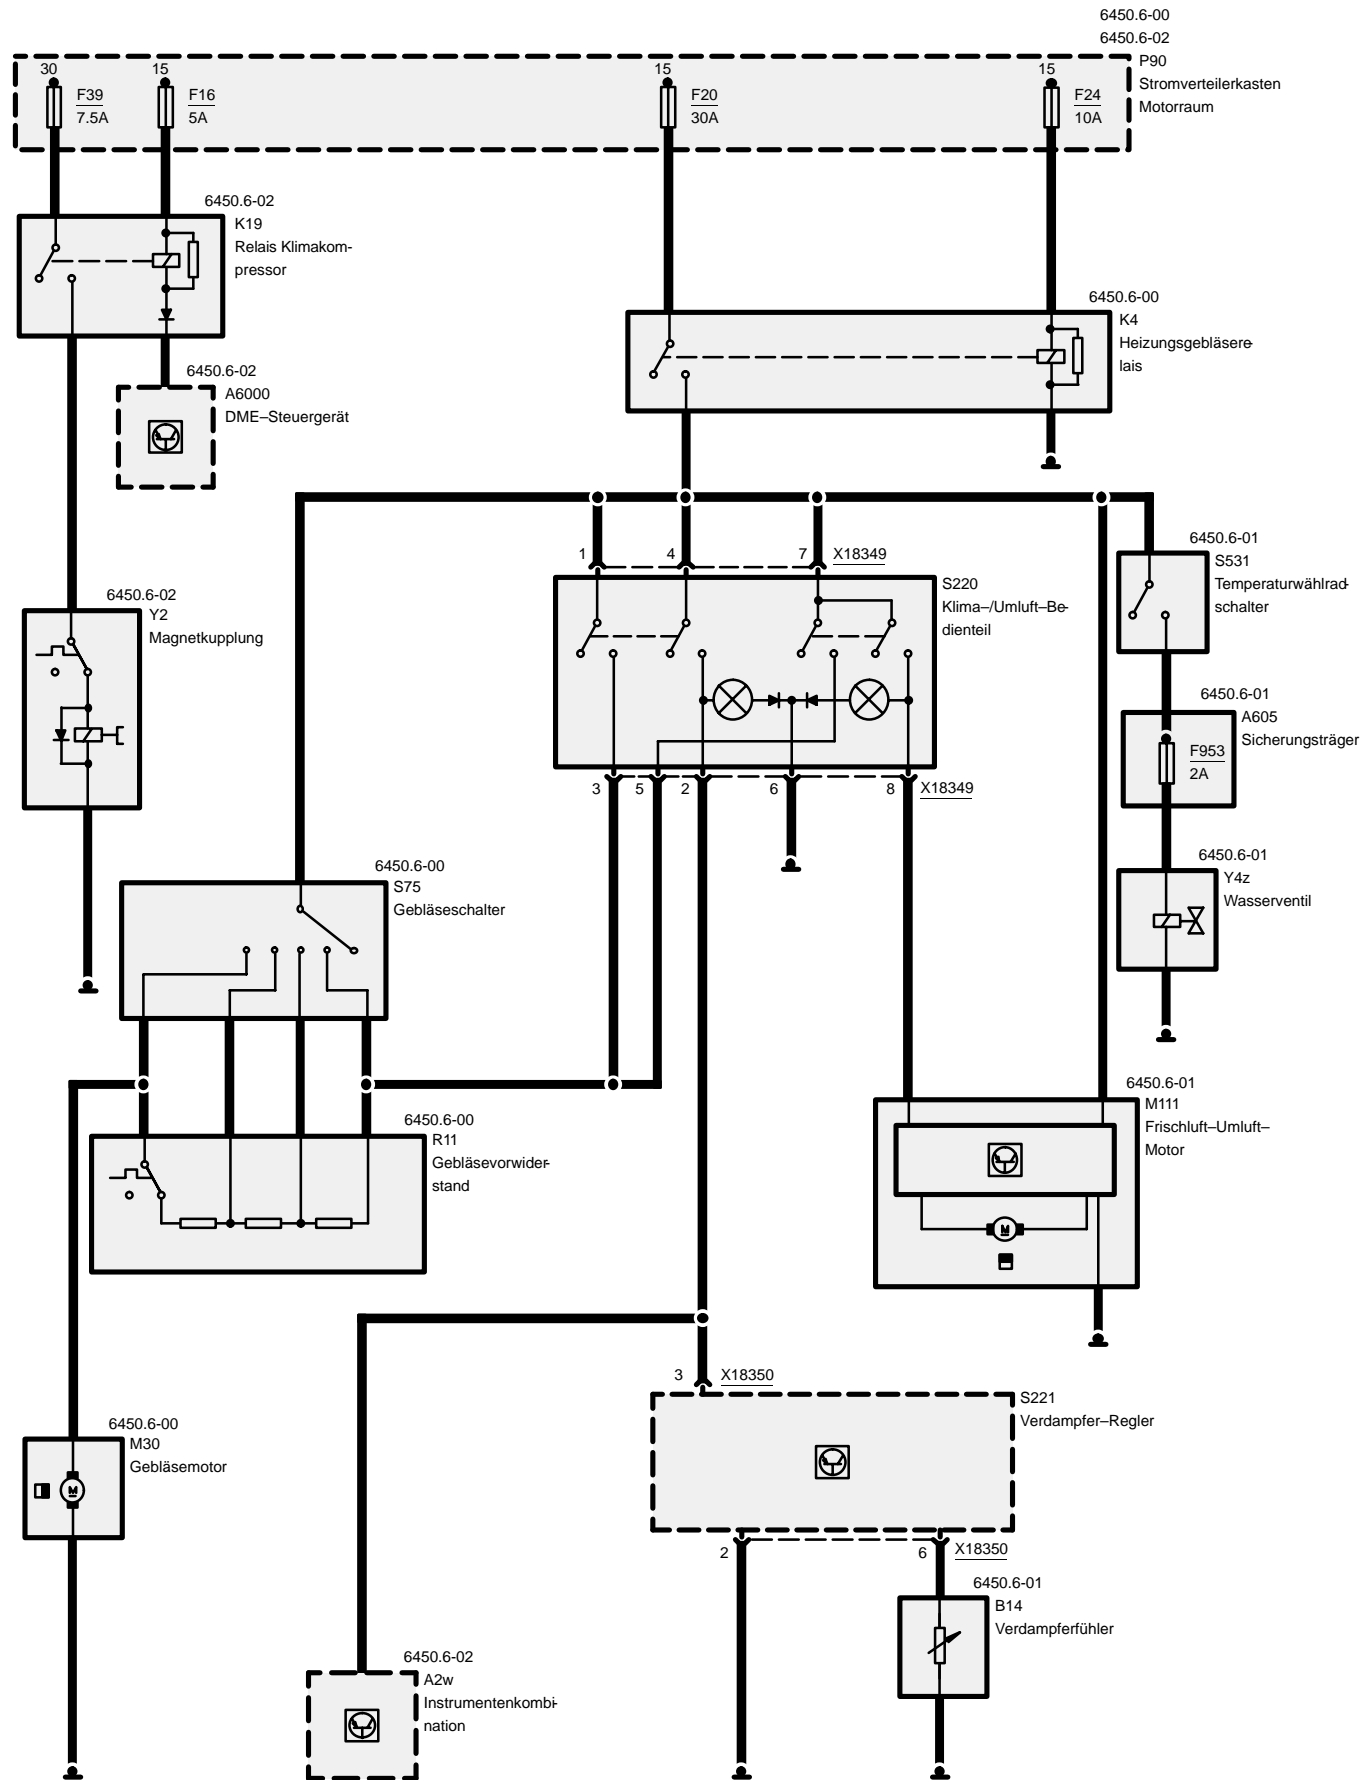 6450.6-00
6450.6-02
P90
Stromverteilerkasten
Motorraum
30
15
15
15
F39
7.5A
F16
5A
F20
30A
F24
10A
6450.6-02
K19
Relais Klimakom-
pressor
6450.6-00
K4
Heizungsgebläsere-
lais
6450.6-02
A6000
DME–Steuergerät
1
4
7
X18349
6450.6-01
S531
Temperaturwählrad-
schalter
S220
Klima–/Umluft–Be-
dienteil
6450.6-02
Y2
Magnetkupplung
6450.6-01
A605
Sicherungsträger
F953
2A
3
5
2
6
8
X18349
6450.6-01
Y4z
Wasserventil
6450.6-00
S75
Gebläseschalter
6450.6-01
M111
Frischluft–Umluft–
Motor
6450.6-00
R11
Gebläsevorwider-
stand
M
3
X18350
S221
Verdampfer–Regler
6450.6-00
M30
Gebläsemotor
M
2
6
X18350
6450.6-01
B14
Verdampferfühler
6450.6-02
A2w
Instrumentenkombi-
nation